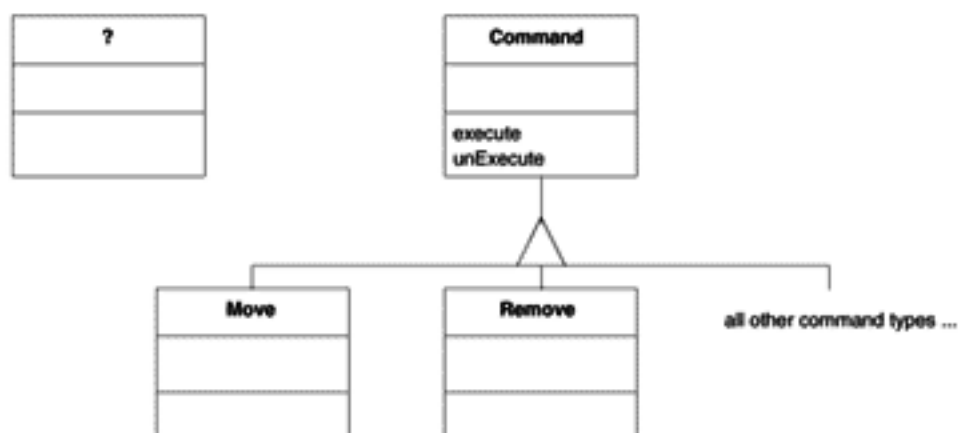 ?
Command
execute
unExecute
Move
Remove
all other command types ...